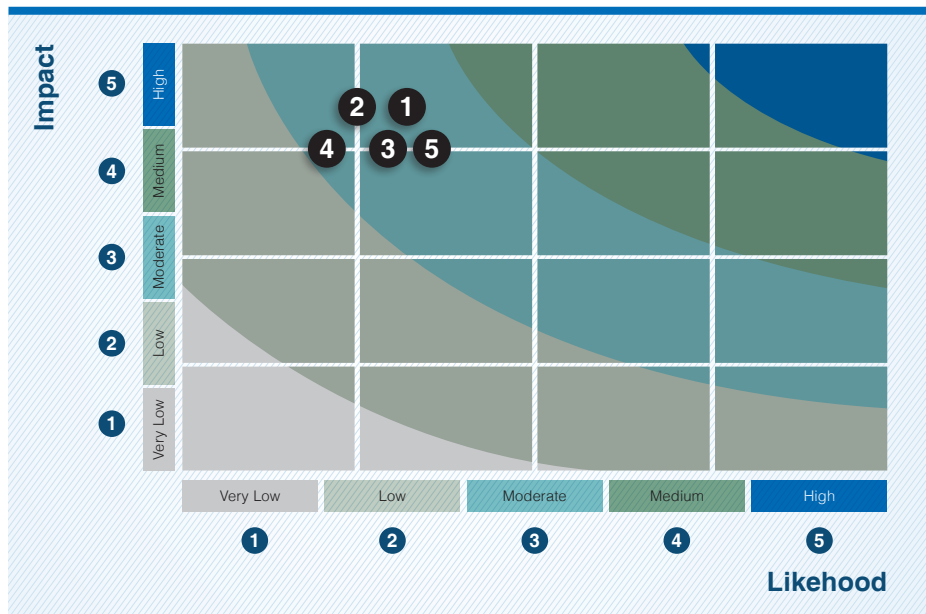 Impact
5
High
4
Medium
3
Moderate
2
Low
1
Very Low
2
1
4
3
5
Very Low
Low
Moderate
Medium
High
1
2
3
4
5
Likehood